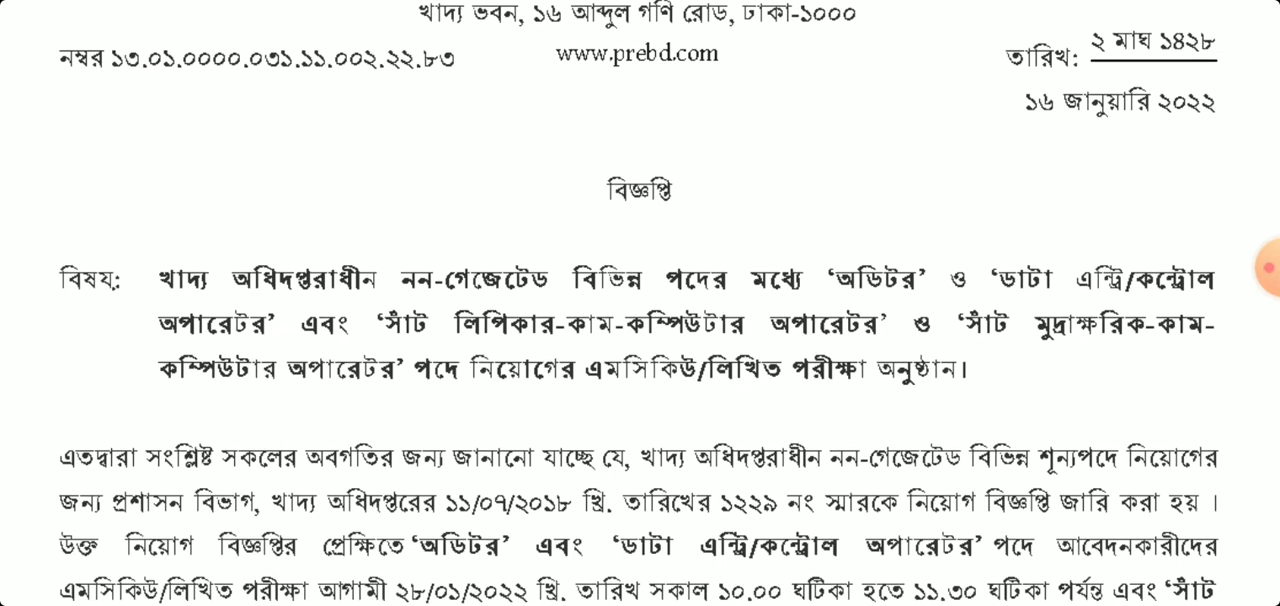 খাদ্য ভবন, ১৬ আব্দুল গণি রোড, ঢাকা-১০০০
নম্বর ১৩.০১.০০০০.০৩১.১১.০০২.২২.৮৩
www.prebd.com
তারিখ: ২ মাঘ ১৪২৮
১৬ জানুয়ারি ২০২২
বিজ্ঞপ্তি
বিষয়: খাদ্য অধিদপ্তরাধীন নন-গেজেটেড বিভিন্ন পদের মধ্যে ‘অডিটর’ ও ‘ডাটা এন্ট্রি/কন্ট্রোল
অপারেটর’ এবং ‘সাঁট লিপিকার-কাম-কম্পিউটার অপারেটর’ ও ‘সাঁট মুদ্রাক্ষরিক-কাম-
কম্পিউটার অপারেটর’ পদে নিয়োগের এমসিকিউ/লিখিত পরীক্ষা অনুষ্ঠান।
এতদ্বারা সংশ্লিষ্ট সকলের অবগতির জন্য জানানো যাচ্ছে যে, খাদ্য অধিদপ্তরাধীন নন-গেজেটেড বিভিন্ন শূন্যপদে নিয়োগের
জন্য প্রশাসন বিভাগ, খাদ্য অধিদপ্তরের ১১/০৭/২০১৮ খ্রি. তারিখের ১২২৯ নং স্মারকে নিয়োগ বিজ্ঞপ্তি জারি করা হয় ।
উক্ত নিয়োগ বিজ্ঞপ্তির প্রেক্ষিতে ‘অডিটর’ এবং ‘ডাটা এন্ট্রি/কন্ট্রোল অপারেটর’ পদে আবেদনকারীদের
এমসিকিউ/লিখিত পরীক্ষা আগামী ২৮/০১/২০২২ খ্রি. তারিখ সকাল ১০.০০ ঘটিকা হতে ১১.৩০ ঘটিকা পর্যন্ত এবং ‘সাঁট